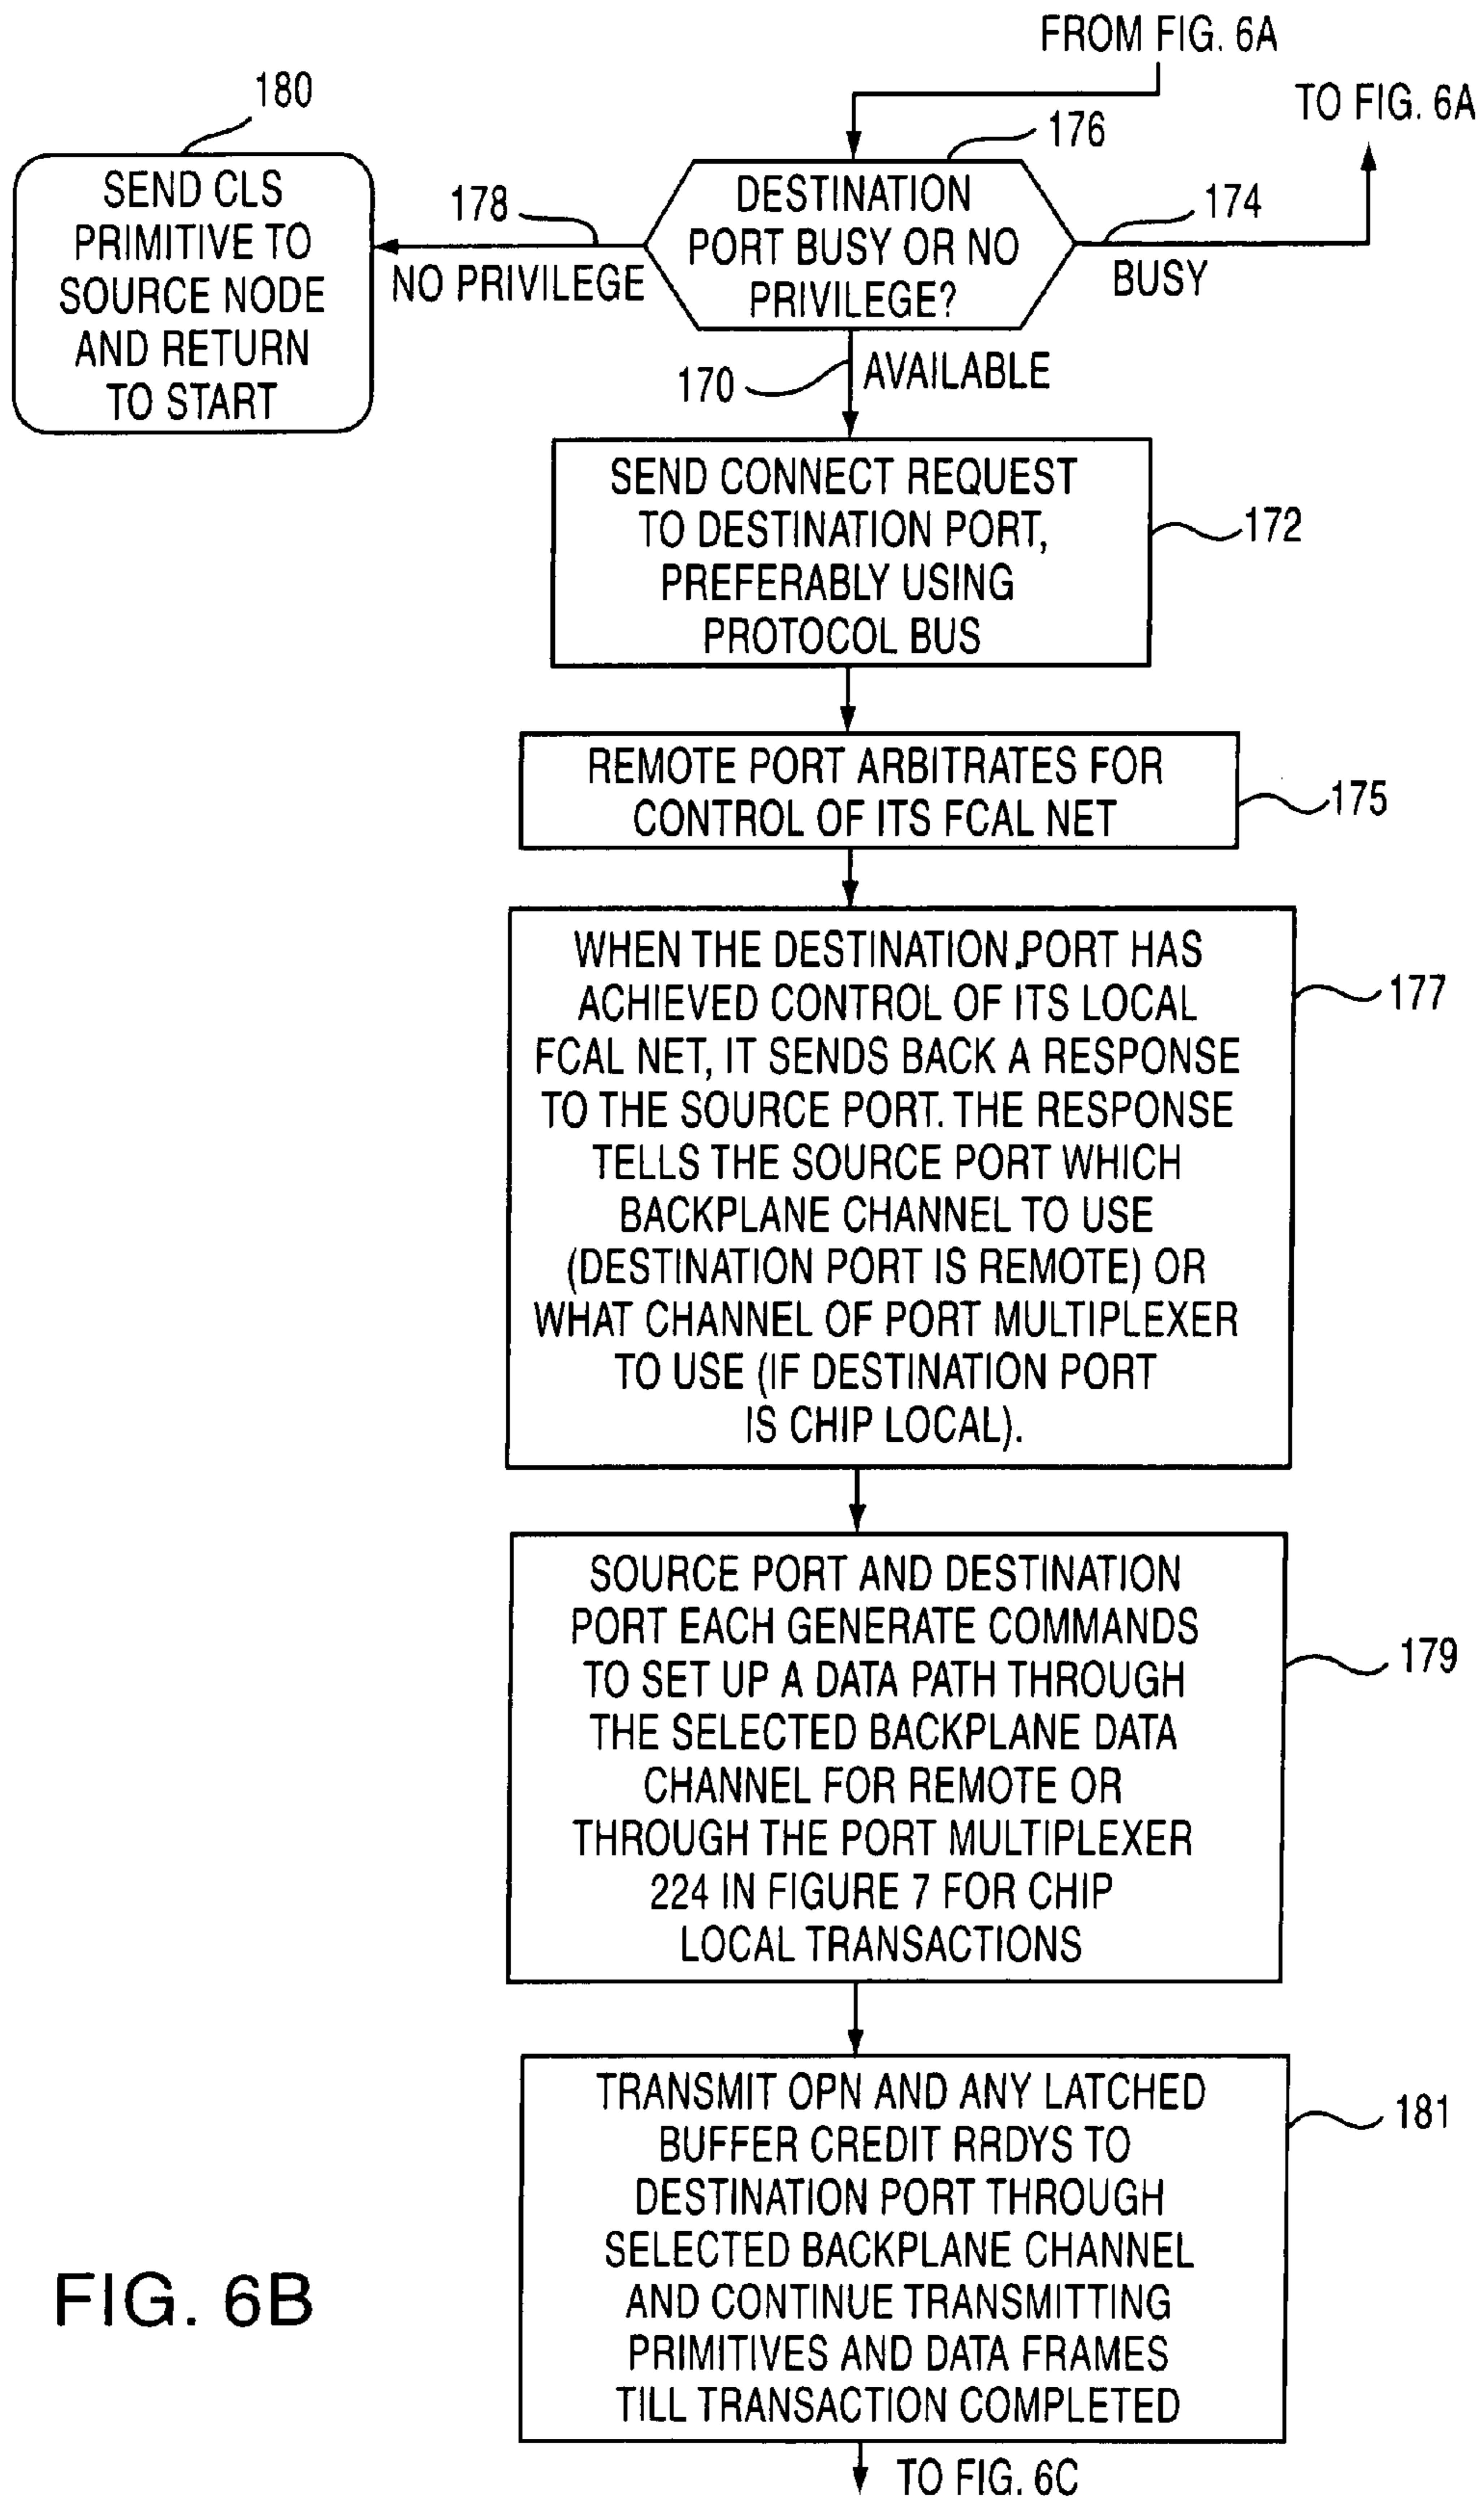 FROM FIG. 6A
TO FIG. 6A
180
176
SEND CLS
PRIMITIVE TO
SOURCE NODE
AND RETURN
TO START
178
NO PRIVILEGE
DESTINATION
PORT BUSY OR NO
PRIVILEGE?
174
BUSY
170
AVAILABLE
SEND CONNECT REQUEST
TO DESTINATION PORT,
PREFERABLY USING
PROTOCOL BUS
172
REMOTE PORT ARBITRATES FOR
CONTROL OF ITS FCAL NET
175
WHEN THE DESTINATION PORT HAS
ACHIEVED CONTROL OF ITS LOCAL
FCAL NET, IT SENDS BACK A RESPONSE
TO THE SOURCE PORT. THE RESPONSE
TELLS THE SOURCE PORT WHICH
BACKPLANE CHANNEL TO USE
(DESTINATION PORT IS REMOTE) OR
WHAT CHANNEL OF PORT MULTIPLEXER
TO USE (IF DESTINATION PORT
IS CHIP LOCAL).
177
SOURCE PORT AND DESTINATION
PORT EACH GENERATE COMMANDS
TO SET UP A DATA PATH THROUGH
THE SELECTED BACKPLANE DATA
CHANNEL FOR REMOTE OR
THROUGH THE PORT MULTIPLEXER
224 IN FIGURE 7 FOR CHIP
LOCAL TRANSACTIONS
179
TRANSMIT OPN AND ANY LATCHED
BUFFER CREDIT RRDYS TO
DESTINATION PORT THROUGH
SELECTED BACKPLANE CHANNEL
AND CONTINUE TRANSMITTING
PRIMITIVES AND DATA FRAMES
TILL TRANSACTION COMPLETED
181
FIG. 6B
TO FIG. 6C